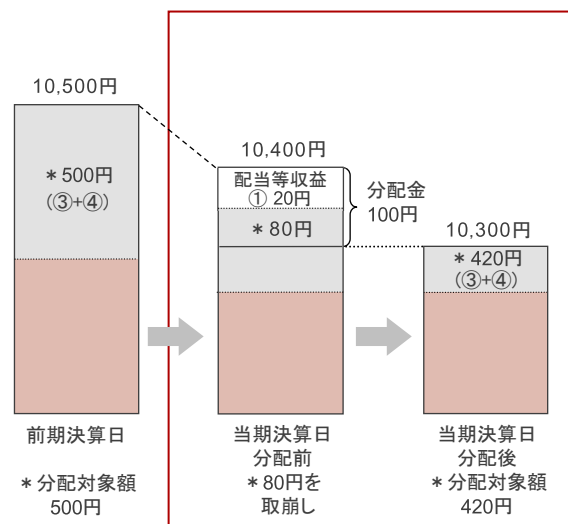 10,500円
＊500円
(③+④)
10,400円
配当等収益
① 20円
＊80円
分配金
100円
10,300円
＊420円
(③+④)
前期決算日
＊分配対象額
500円
当期決算日
分配前
＊80円を
取崩し
当期決算日
分配後
＊分配対象額
420円